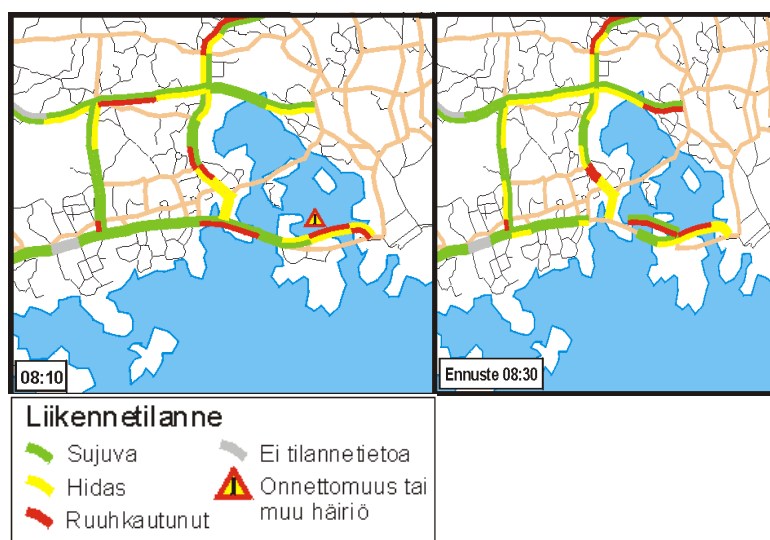 08:10
Ennuste 08:30
Liikennetilanne
Sujuva
Hidas
Ruuhkautunut
Ei tilannetietoa
Onnettomuus tai
muu häiriö